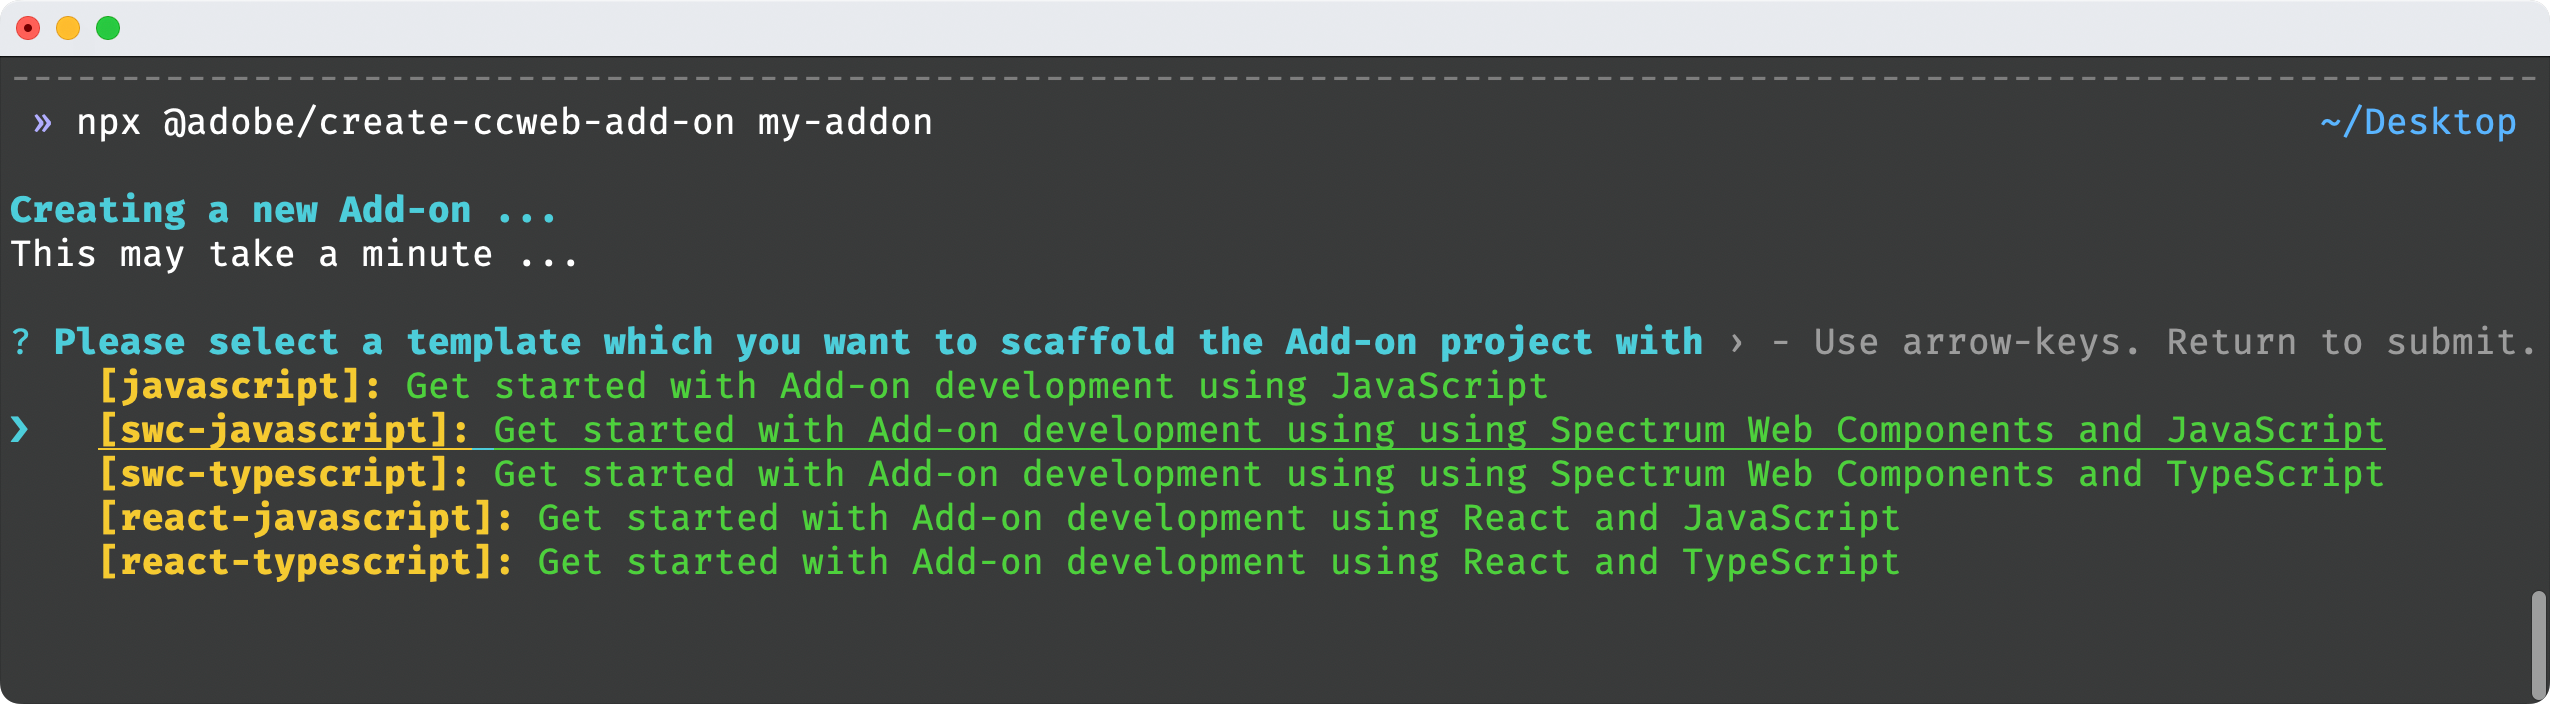 » npx @adobe/create-ccweb-add-on my-addon ~/Desktop
Creating a new Add-on ...
This may take a minute ...
? Please select a template which you want to scaffold the Add-on project with › - Use arrow-keys. Return to submit.
[javascript]: Get started with Add-on development using JavaScript
❯ [swc-javascript]: Get started with Add-on development using using Spectrum Web Components and JavaScript
[swc-typescript]: Get started with Add-on development using using Spectrum Web Components and TypeScript
[react-javascript]: Get started with Add-on development using React and JavaScript
[react-typescript]: Get started with Add-on development using React and TypeScript